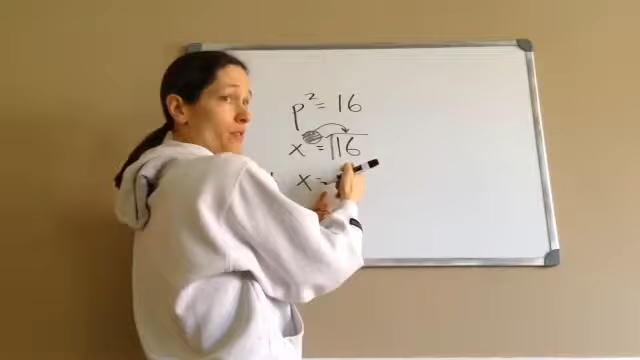 p² = 16
x = √16
x =